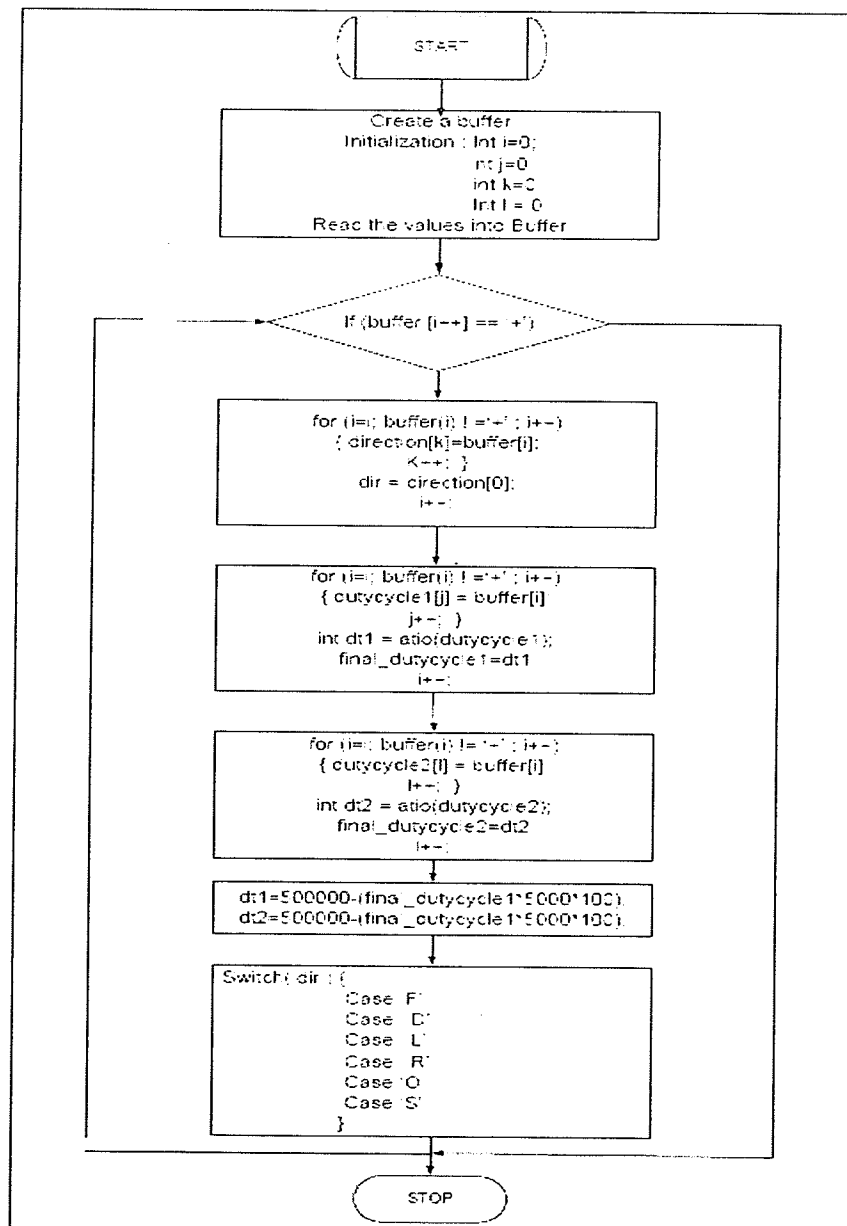 START
Create a buffer
Initialization : Int i=0;
int j=0
int k=0
Int l = 0
Read the values into Buffer
If (buffer [i++] == '+')
for (i=i; buffer(i) ! ='+' ; i++)
{ direction[k]=buffer[i];
K++; }
dir = direction[0];
i++;
for (i=i; buffer(i) ! ='+' ; i++)
{ dutycycle1[j] = buffer[i]
j++; }
int dt1 = atio(dutycycle1);
final_dutycycle1=dt1
i++;
for (i=i; buffer(i) != '+' ; i++)
{ dutycycle2[l] = buffer[i]
l++; }
int dt2 = atio(dutycycle2);
final_dutycycle2=dt2
i++;
dt1=500000-(final_dutycycle1*5000*100);
dt2=500000-(final_dutycycle1*5000*100);
Switch( dir ) {
Case 'F'
Case 'D'
Case 'L'
Case 'R'
Case 'O'
Case 'S'
}
STOP